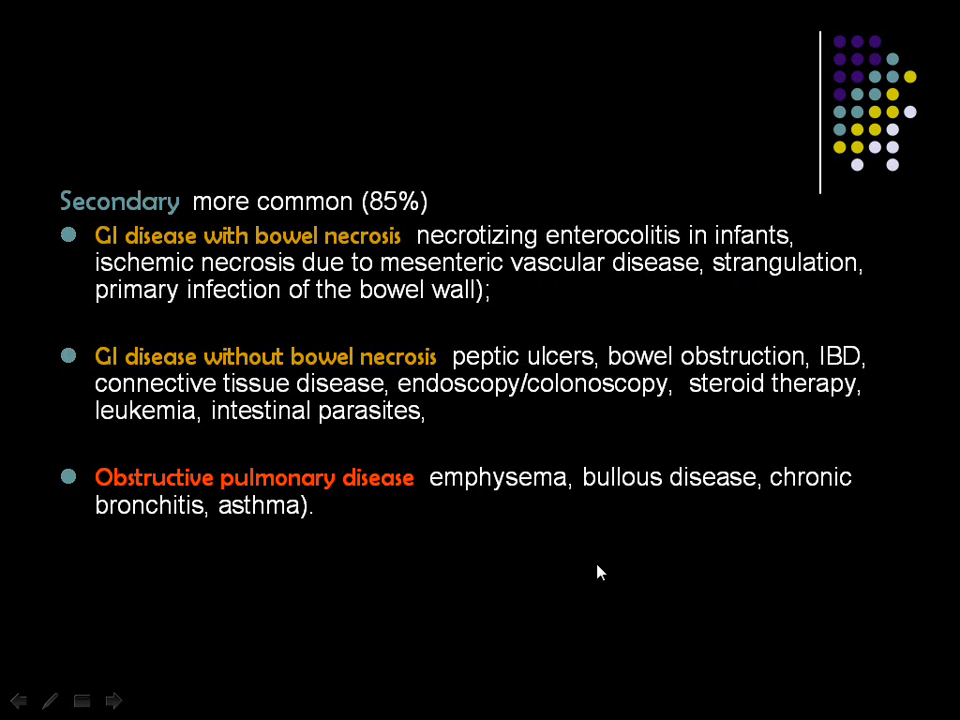 Secondary more common (85%)
GI disease with bowel necrosis necrotizing enterocolitis in infants,
ischemic necrosis due to mesenteric vascular disease, strangulation,
primary infection of the bowel wall);
GI disease without bowel necrosis peptic ulcers, bowel obstruction, IBD,
connective tissue disease, endoscopy/colonoscopy, steroid therapy,
leukemia, intestinal parasites,
Obstructive pulmonary disease emphysema, bullous disease, chronic
bronchitis, asthma).